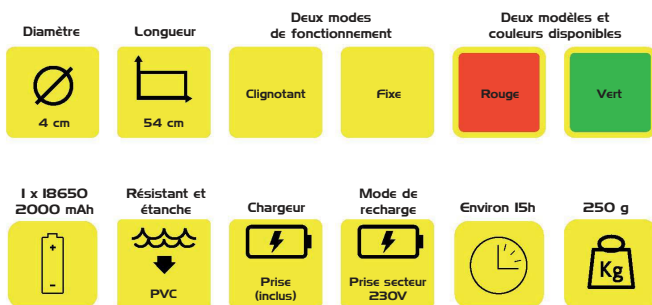 Diamètre
4 cm
Longueur
54 cm
Deux modes
de fonctionnement
Clignotant
Fixe
Deux modèles et
couleurs disponibles
Rouge
Vert
1 x 18650
2000 mAh
+
-
Résistant et
étanche
PVC
Chargeur
Prise
(inclus)
Mode de
recharge
Prise secteur
230V
Environ 15h
250 g
Kg